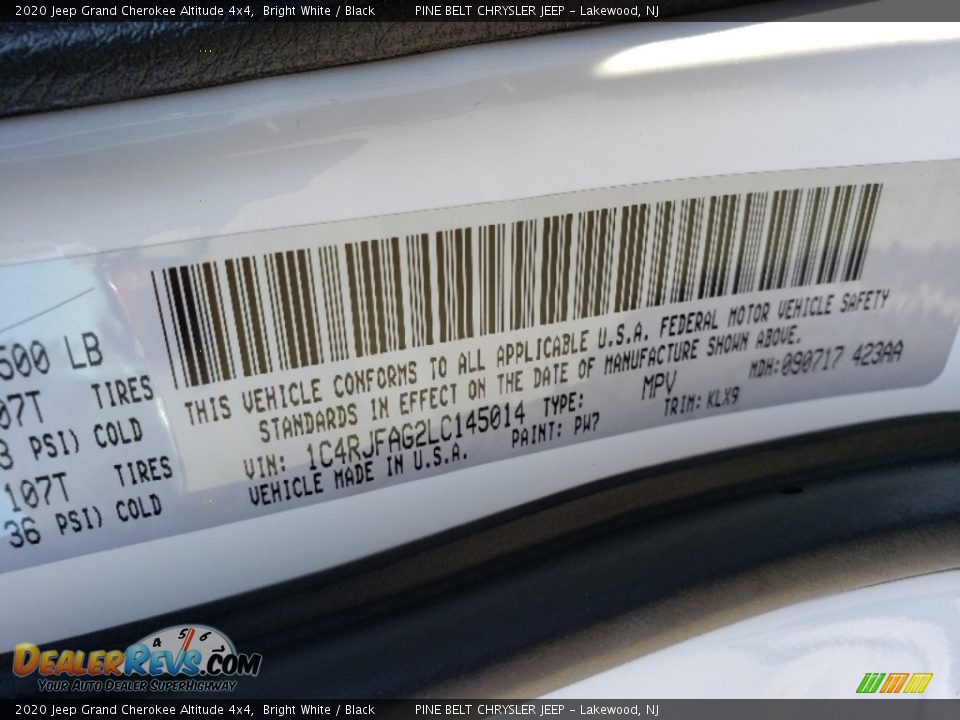 2020 Jeep Grand Cherokee Altitude 4x4, Bright White / Black PINE BELT CHRYSLER JEEP - Lakewood, NJ
500 LB
07T TIRES
3 PSI) COLD
107T TIRES
36 PSI) COLD
THIS VEHICLE CONFORMS TO ALL APPLICABLE U.S.A. FEDERAL MOTOR VEHICLE SAFETY
STANDARDS IN EFFECT ON THE DATE OF MANUFACTURE SHOWN ABOVE.
MDH:090717 423AA
VIN: 1C4RJFAG2LC145014 TYPE: MPV
VEHICLE MADE IN U.S.A. PAINT: PW7 TRIM: KLX9
4 5 6
DealerRevs.com
Your Auto Dealer SuperHighway
2020 Jeep Grand Cherokee Altitude 4x4, Bright White / Black PINE BELT CHRYSLER JEEP - Lakewood, NJ